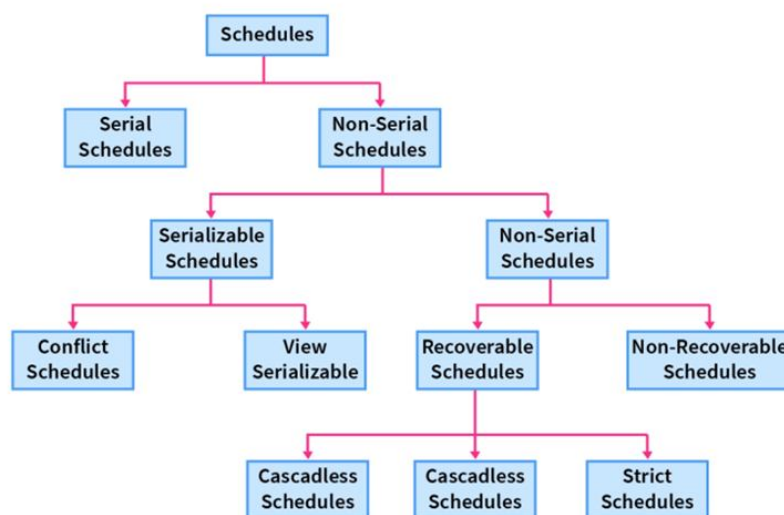 Schedules
Serial
Schedules
Non-Serial
Schedules
Serializable
Schedules
Non-Serial
Schedules
Conflict
Schedules
View
Serializable
Recoverable
Schedules
Non-Recoverable
Schedules
Cascadless
Schedules
Cascadless
Schedules
Strict
Schedules